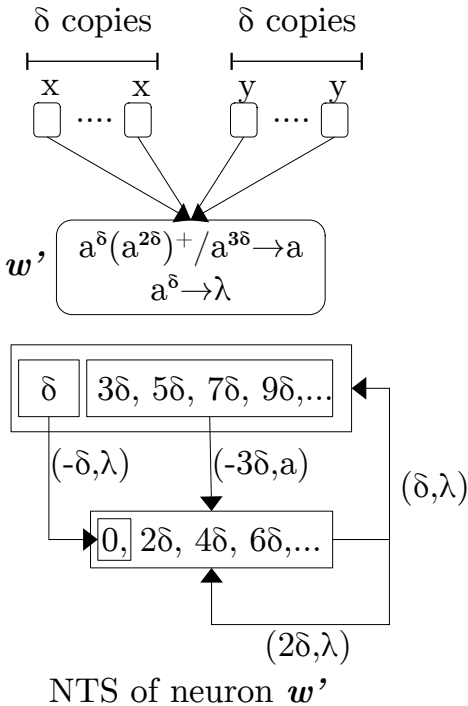 δ copies δ copies
x x y y
.... ....
w’ a^δ(a^2δ)⁺/a^3δ→a
a^δ→λ
δ 3δ, 5δ, 7δ, 9δ,...
(-δ,λ) (-3δ,a) (δ,λ)
0, 2δ, 4δ, 6δ,...
(2δ,λ)
NTS of neuron w’